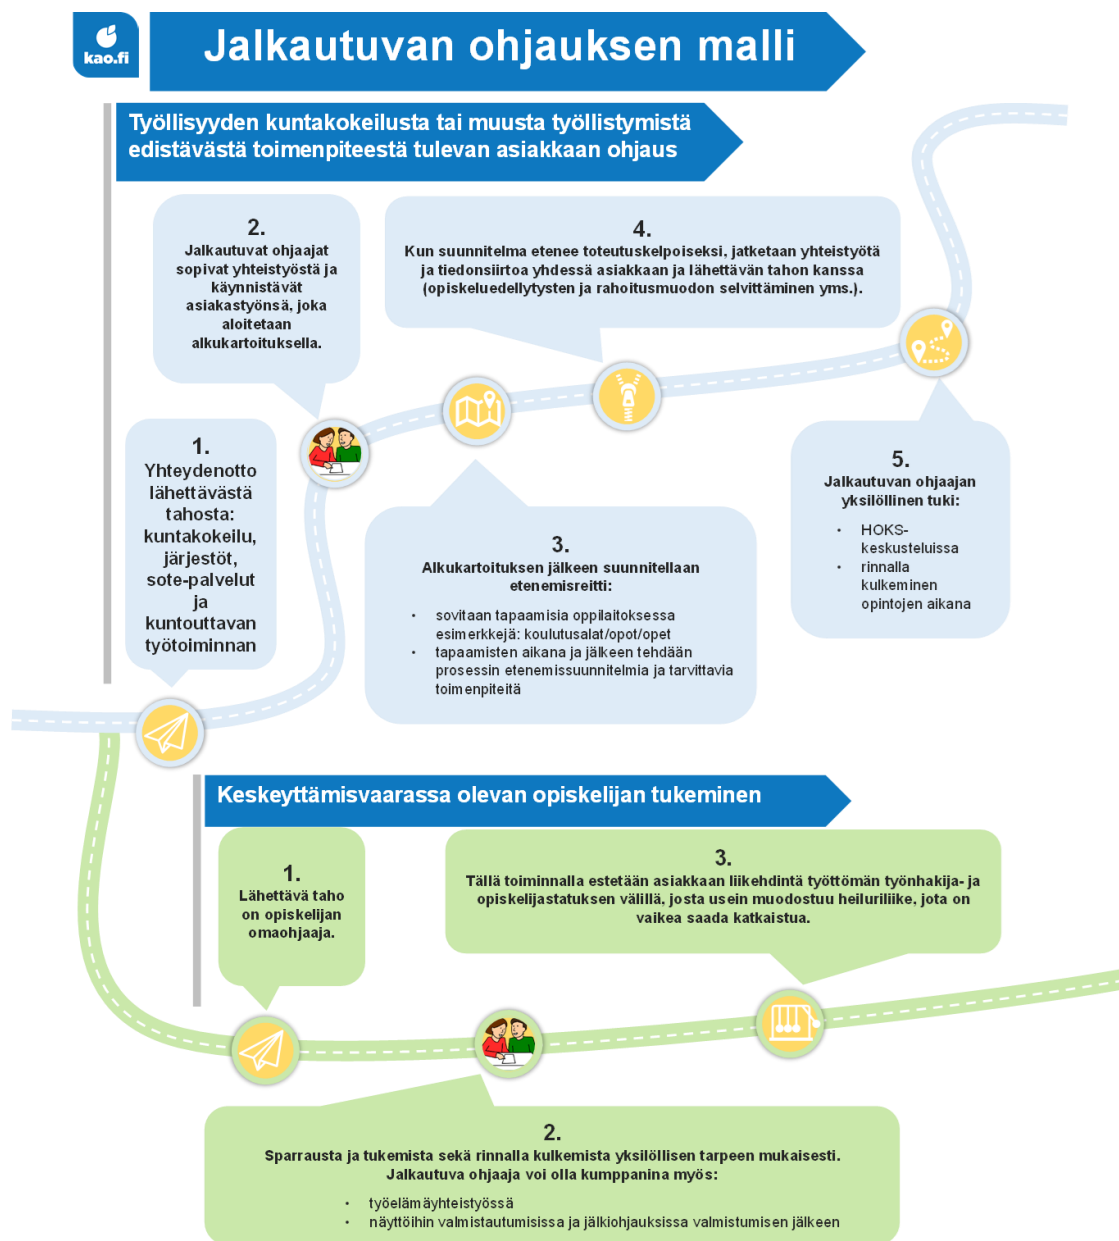 kao.fi
Jalkautuvan ohjauksen malli
Työllisyyden kuntakokeilusta tai muusta työllistymistä
edistävästä toimenpiteestä tulevan asiakkaan ohjaus
1.
Yhteydenotto
lähettävästä
tahosta:
kuntakokeilu,
järjestöt,
sote-palvelut
ja
kuntouttavan
työtoiminnan
2.
Jalkautuvat ohjaajat
sopivat yhteistyöstä ja
käynnistävät
asiakastyönsä, joka
aloitetaan
alkukartoituksella.
3.
Alkukartoituksen jälkeen suunnitellaan
etenemisreitti:
• sovitaan tapaamisia oppilaitoksessa
esimerkkejä: koulutusalat/opot/opet
• tapaamisten aikana ja jälkeen tehdään
prosessin etenemissuunnitelmia ja tarvittavia
toimenpiteitä
4.
Kun suunnitelma etenee toteutuskelpoiseksi, jatketaan yhteistyötä
ja tiedonsiirtoa yhdessä asiakkaan ja lähettävän tahon kanssa
(opiskeluedellytysten ja rahoitusmuodon selvittäminen yms.).
5.
Jalkautuvan ohjaajan
yksilöllinen tuki:
• HOKS-
keskusteluissa
• rinnalla
kulkeminen
opintojen aikana
Keskeyttämisvaarassa olevan opiskelijan tukeminen
1.
Lähettävä taho
on opiskelijan
omaohjaaja.
2.
Sparrausta ja tukemista sekä rinnalla kulkemista yksilöllisen tarpeen mukaisesti.
Jalkautuva ohjaaja voi olla kumppanina myös:
• työelämäyhteistyössä
• näyttöihin valmistautumisissa ja jälkiohjauksissa valmistumisen jälkeen
3.
Tällä toiminnalla estetään asiakkaan liikehdintä työttömän työnhakija- ja
opiskelijastatuksen välillä, josta usein muodostuu heiluriliike, jota on
vaikea saada katkaistua.